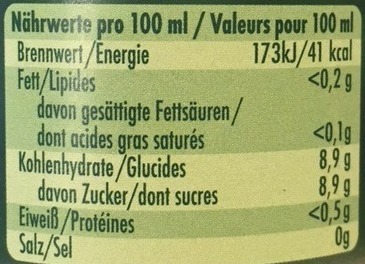 Nährwerte pro 100 ml / Valeurs pour 100 ml
Brennwert/Energie 173kJ/41 kcal
Fett/Lipides <0,2 g
davon gesättigte Fettsäuren/
dont acides gras saturés <0,1g
Kohlenhydrate/Glucides 8,9 g
davon Zucker/dont sucres 8,9 g
Eiweiß/Protéines <0,5g
Salz/Sel 0g